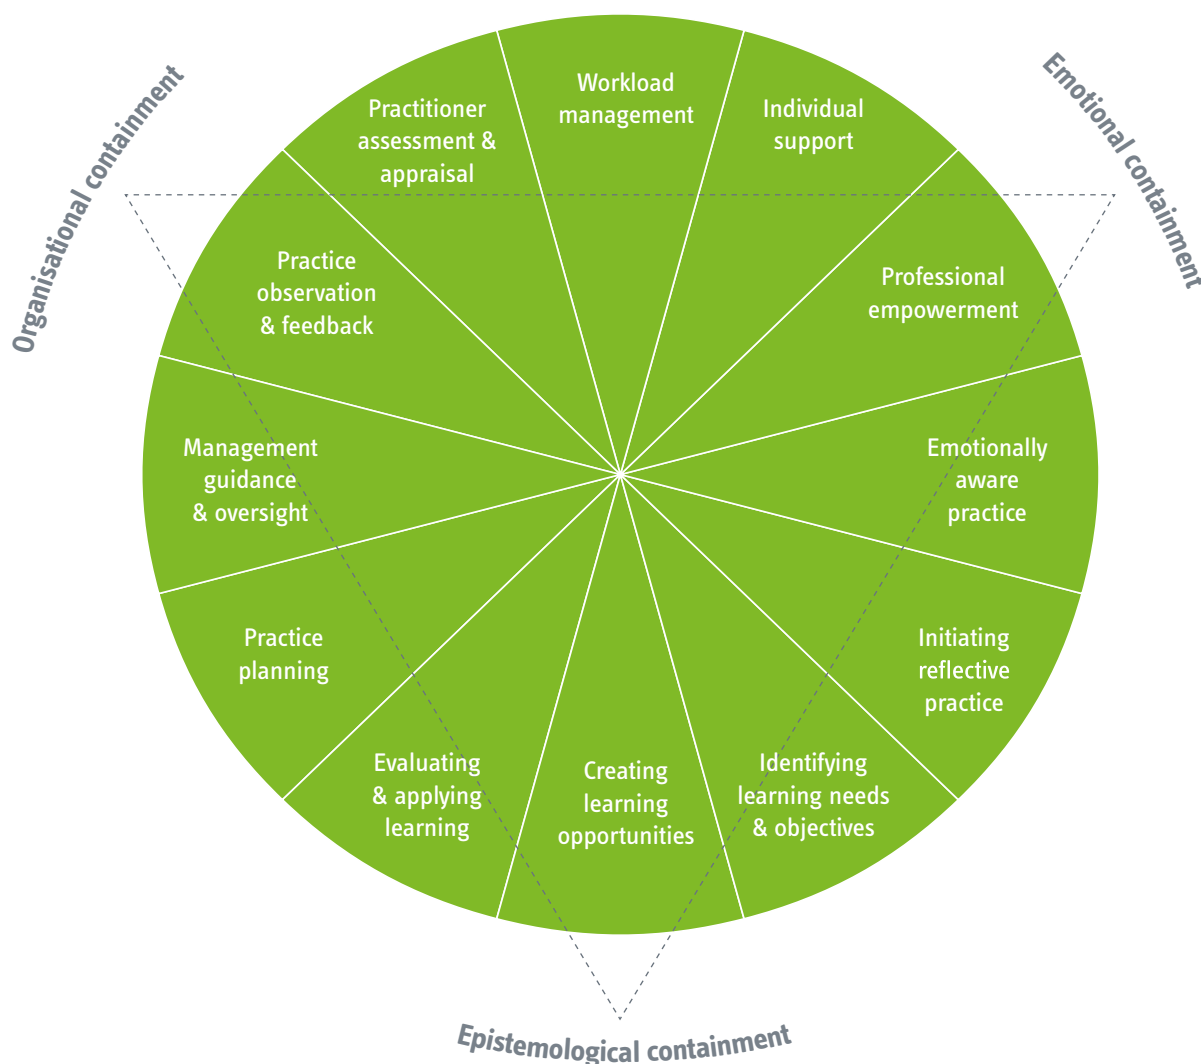 Organisational containment
Emotional containment
Workload
management
Individual
support
Professional
empowerment
Emotionally
aware
practice
Initiating
reflective
practice
Identifying
learning needs
& objectives
Creating
learning
opportunities
Evaluating
& applying
learning
Practice
planning
Management
guidance
& oversight
Practice
observation
& feedback
Practitioner
assessment &
appraisal
Epistemological containment